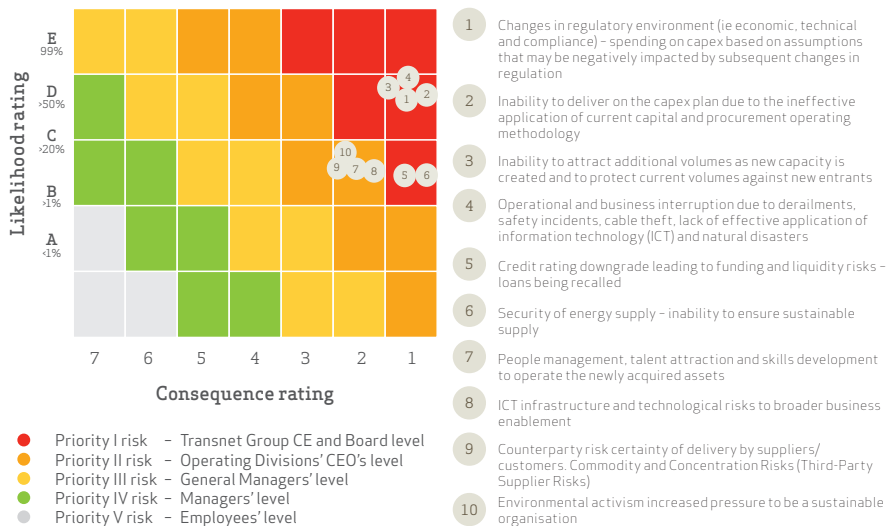 Likelihood rating
E
99%
D
>50%
C
>20%
B
>1%
A
<1%
4
3
2
1
10
9
7
8
5
6
7
6
5
4
3
2
1
Consequence rating
Priority I risk – Transnet Group CE and Board level
Priority II risk – Operating Divisions' CEO's level
Priority III risk – General Managers' level
Priority IV risk – Managers' level
Priority V risk – Employees' level
1
Changes in regulatory environment (ie economic, technical
and compliance) – spending on capex based on assumptions
that may be negatively impacted by subsequent changes in
regulation
2
Inability to deliver on the capex plan due to the ineffective
application of current capital and procurement operating
methodology
3
Inability to attract additional volumes as new capacity is
created and to protect current volumes against new entrants
4
Operational and business interruption due to derailments,
safety incidents, cable theft, lack of effective application of
information technology (ICT) and natural disasters
5
Credit rating downgrade leading to funding and liquidity risks –
loans being recalled
6
Security of energy supply – inability to ensure sustainable
supply
7
People management, talent attraction and skills development
to operate the newly acquired assets
8
ICT infrastructure and technological risks to broader business
enablement
9
Counterparty risk certainty of delivery by suppliers/
customers. Commodity and Concentration Risks (Third-Party
Supplier Risks)
10
Environmental activism increased pressure to be a sustainable
organisation